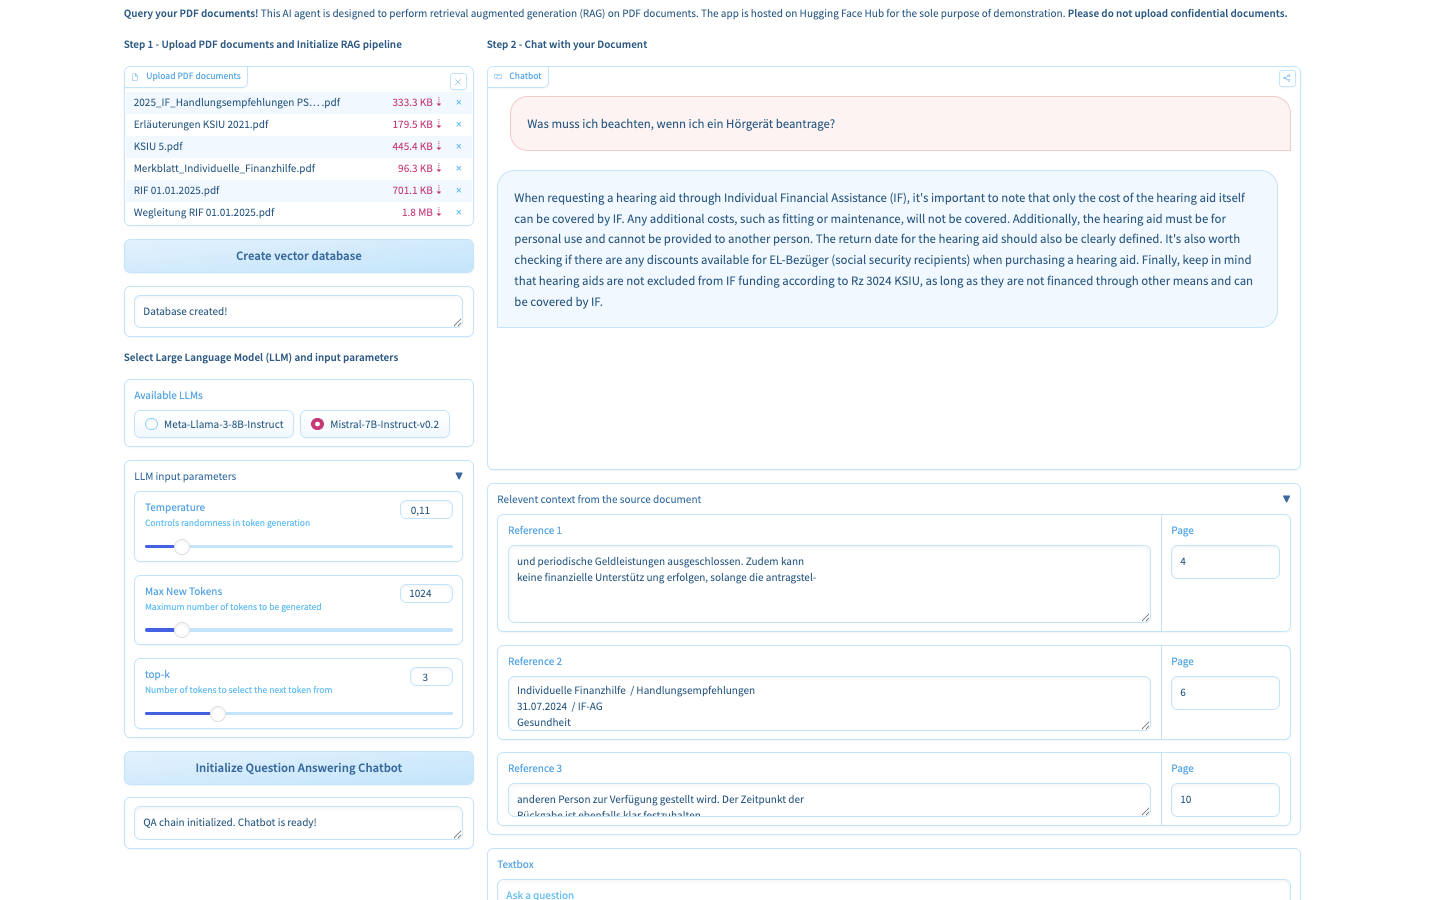 Query your PDF documents! This AI agent is designed to perform retrieval augmented generation (RAG) on PDF documents. The app is hosted on Hugging Face Hub for the sole purpose of demonstration. Please do not upload confidential documents.
Step 1 - Upload PDF documents and Initialize RAG pipeline
Upload PDF documents
2025_IF_Handlungsempfehlungen PS... .pdf 333.3 KB ⇣ ×
Erläuterungen KSIU 2021.pdf 179.5 KB ⇣ ×
KSIU 5.pdf 445.4 KB ⇣ ×
Merkblatt_Individuelle_Finanzhilfe.pdf 96.3 KB ⇣ ×
RIF 01.01.2025.pdf 701.1 KB ⇣ ×
Wegleitung RIF 01.01.2025.pdf 1.8 MB ⇣ ×
Create vector database
Database created!
Select Large Language Model (LLM) and input parameters
Available LLMs
Meta-Llama-3-8B-Instruct Mistral-7B-Instruct-v0.2
LLM input parameters ▼
Temperature 0,11
Controls randomness in token generation
Max New Tokens 1024
Maximum number of tokens to be generated
top-k 3
Number of tokens to select the next token from
Initialize Question Answering Chatbot
QA chain initialized. Chatbot is ready!
Step 2 - Chat with your Document
Chatbot
Was muss ich beachten, wenn ich ein Hörgerät beantrage?
When requesting a hearing aid through Individual Financial Assistance (IF), it's important to note that only the cost of the hearing aid itself
can be covered by IF. Any additional costs, such as fitting or maintenance, will not be covered. Additionally, the hearing aid must be for
personal use and cannot be provided to another person. The return date for the hearing aid should also be clearly defined. It's also worth
checking if there are any discounts available for EL-Bezüger (social security recipients) when purchasing a hearing aid. Finally, keep in mind
that hearing aids are not excluded from IF funding according to Rz 3024 KSIU, as long as they are not financed through other means and can
be covered by IF.
Relevent context from the source document ▼
Reference 1 Page
und periodische Geldleistungen ausgeschlossen. Zudem kann 4
keine finanzielle Unterstütz ung erfolgen, solange die antragstel-
Reference 2 Page
Individuelle Finanzhilfe / Handlungsempfehlungen 6
31.07.2024 / IF-AG
Gesundheit
Reference 3 Page
anderen Person zur Verfügung gestellt wird. Der Zeitpunkt der 10
Rückgabe ist ebenfalls klar festzuhalten
Textbox
Ask a question